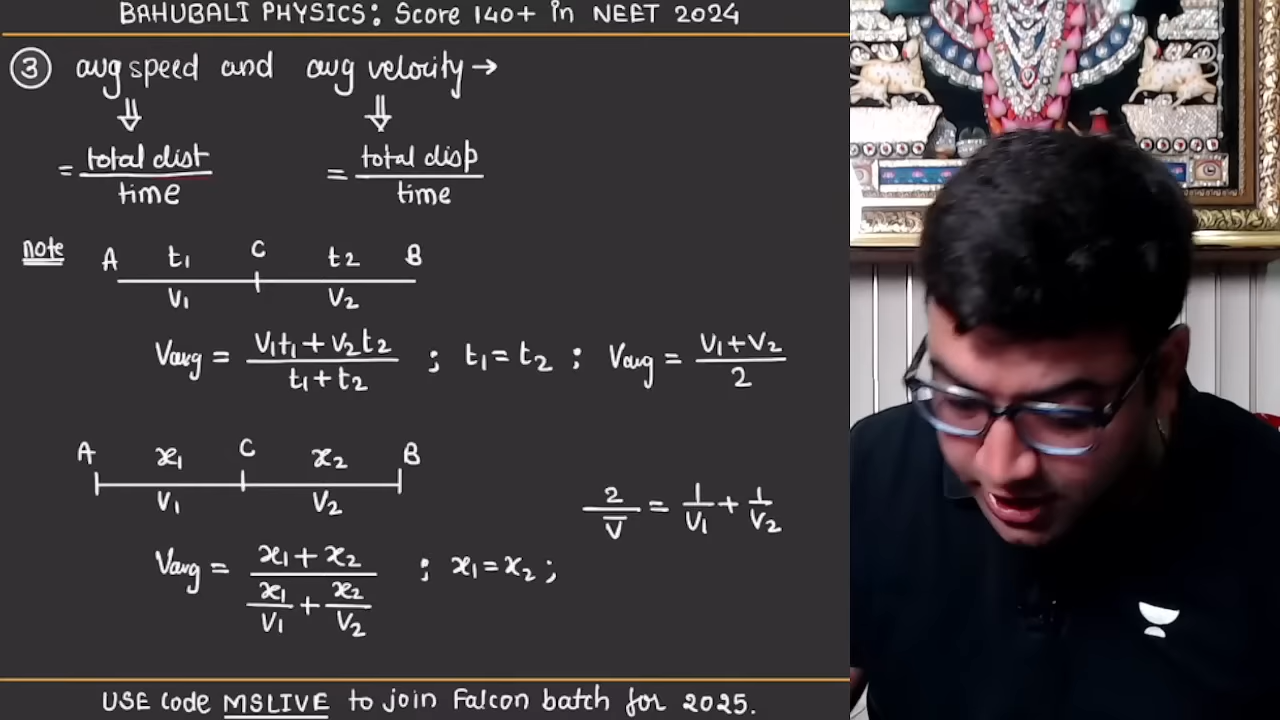 BAHUBALI PHYSICS: Score 140+ in NEET 2024
③ avg speed and avg velocity →
⇓ ⇓
= total dist / time = total disp / time
note
A t₁ C t₂ B
V₁ V₂
Vavg = V₁t₁ + V₂t₂ / t₁ + t₂ ; t₁ = t₂ : Vavg = V₁ + V₂ / 2
A x₁ C x₂ B
V₁ V₂
2 / V̅ = 1 / V₁ + 1 / V₂
Vavg = x₁ + x₂ / x₁ / V₁ + x₂ / V₂ ; x₁ = x₂ ;
USE Code MSLIVE to join Falcon batch for 2025.